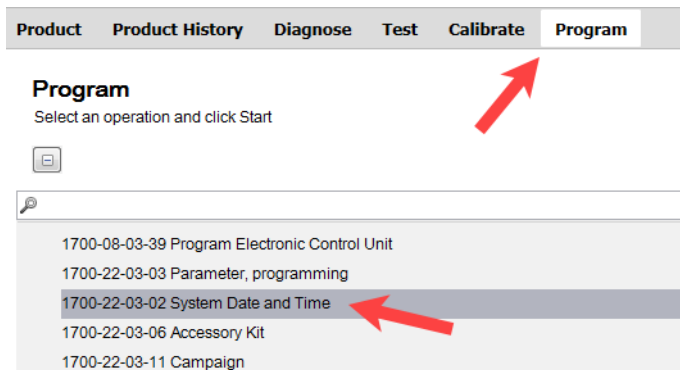 Product Product History Diagnose Test Calibrate Program
Program
Select an operation and click Start
1700-08-03-39 Program Electronic Control Unit
1700-22-03-03 Parameter, programming
1700-22-03-02 System Date and Time
1700-22-03-06 Accessory Kit
1700-22-03-11 Campaign